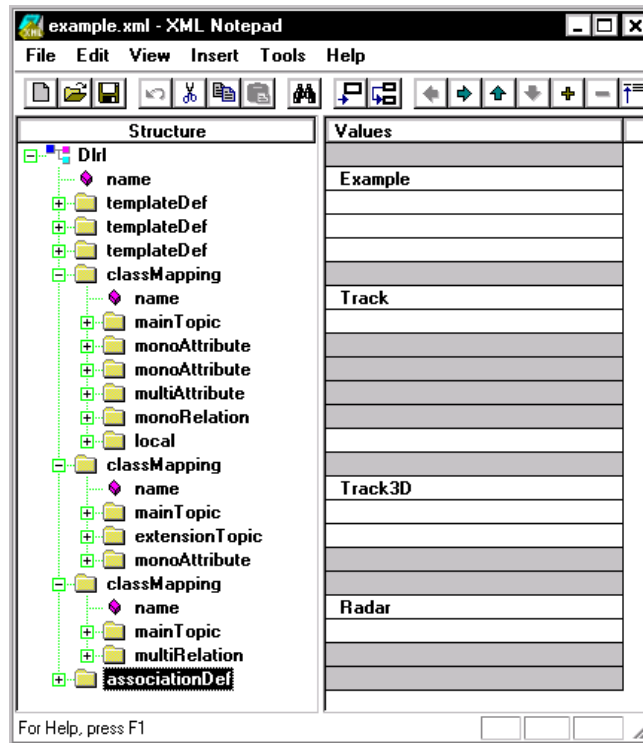 example.xml - XML Notepad
File Edit View Insert Tools Help
Structure Values
Dlrl
name Example
templateDef
templateDef
templateDef
classMapping
name Track
mainTopic
monoAttribute
monoAttribute
multiAttribute
monoRelation
local
classMapping
name Track3D
mainTopic
extensionTopic
monoAttribute
classMapping
name Radar
mainTopic
multiRelation
associationDef
For Help, press F1